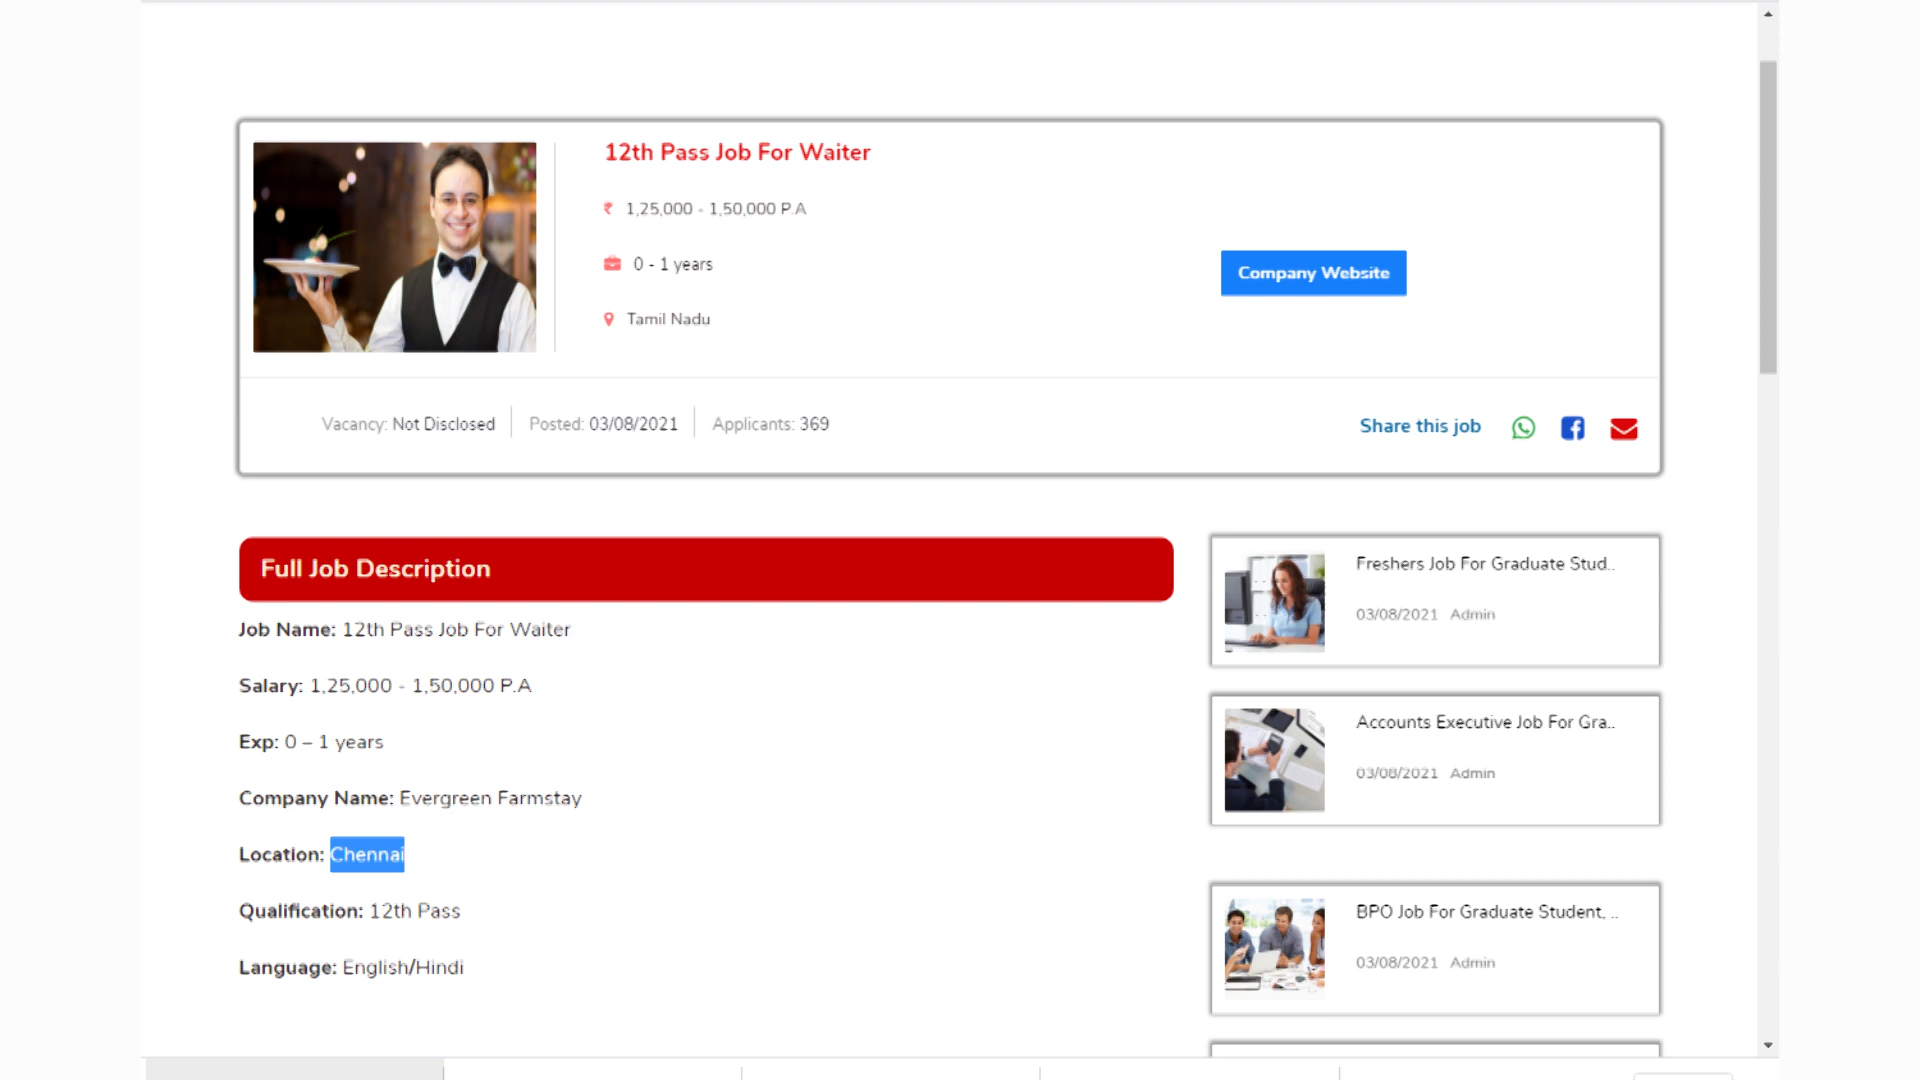 12th Pass Job For Waiter
1,25,000 - 1,50,000 P.A
0 - 1 years
Company Website
Tamil Nadu
Vacancy: Not Disclosed
Posted: 03/08/2021
Applicants: 369
Share this job
Full Job Description
Job Name: 12th Pass Job For Waiter
Salary: 1,25,000 - 1,50,000 P.A
Exp: 0 – 1 years
Company Name: Evergreen Farmstay
Location: Chennai
Qualification: 12th Pass
Language: English/Hindi
Freshers Job For Graduate Stud..
03/08/2021 Admin
Accounts Executive Job For Gra..
03/08/2021 Admin
BPO Job For Graduate Student, ..
03/08/2021 Admin